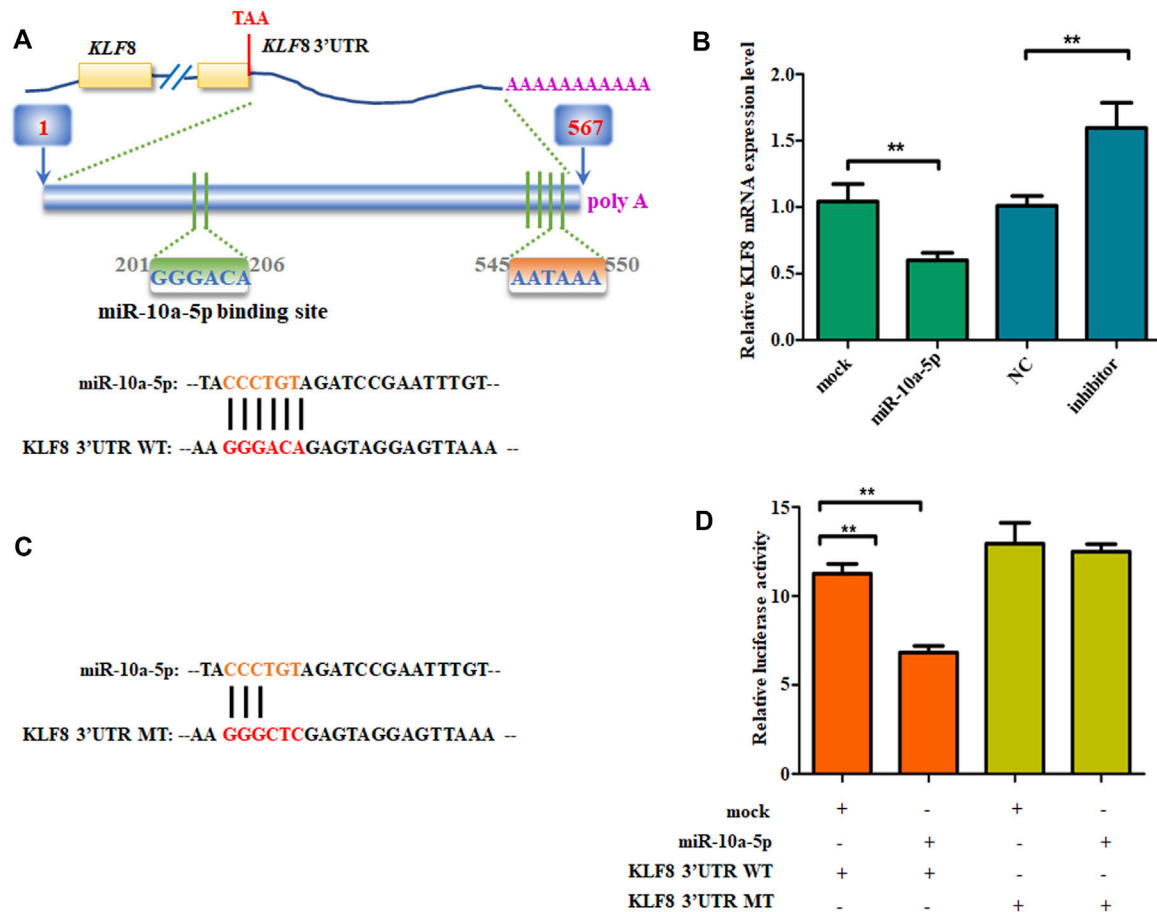 A
TAA
KLF8
KLF8 3’UTR
AAAAAAAAAAA
1
567
poly A
201
GGGACA
206
545
AATAAA
550
miR-10a-5p binding site
miR-10a-5p: --TACCCTGTAGATCCGAATTTGT--
KLF8 3’UTR WT: --AA GGGACAGAGTAGGAGTTAAA --
B
Relative KLF8 mRNA expression level
2.0
1.5
1.0
0.5
0.0
**
**
mock
miR-10a-5p
NC
inhibitor
C
miR-10a-5p: --TACCCTGTAGATCCGAATTTGT--
KLF8 3’UTR MT: --AA GGGCTCGAGTAGGAGTTAAA --
D
Relative luciferase activity
15
10
5
0
**
**
mock + - + -
miR-10a-5p - + - +
KLF8 3’UTR WT + + - -
KLF8 3’UTR MT - - + +